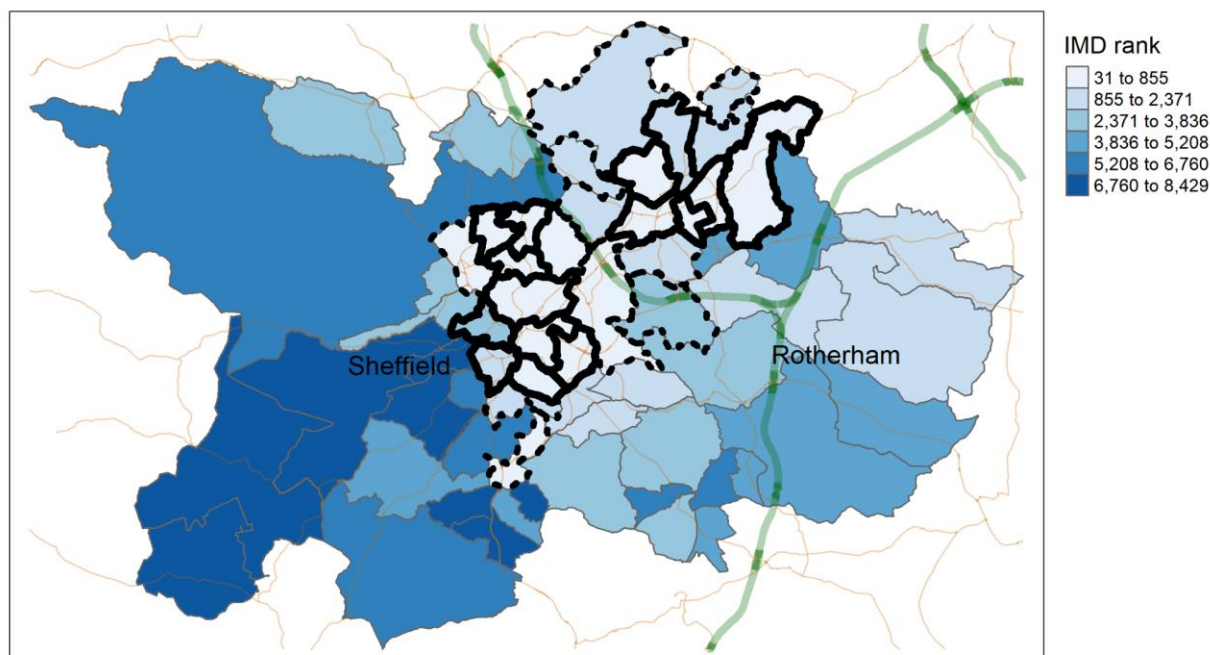 IMD rank
31 to 855
855 to 2,371
2,371 to 3,836
3,836 to 5,208
5,208 to 6,760
6,760 to 8,429
Sheffield
Rotherham